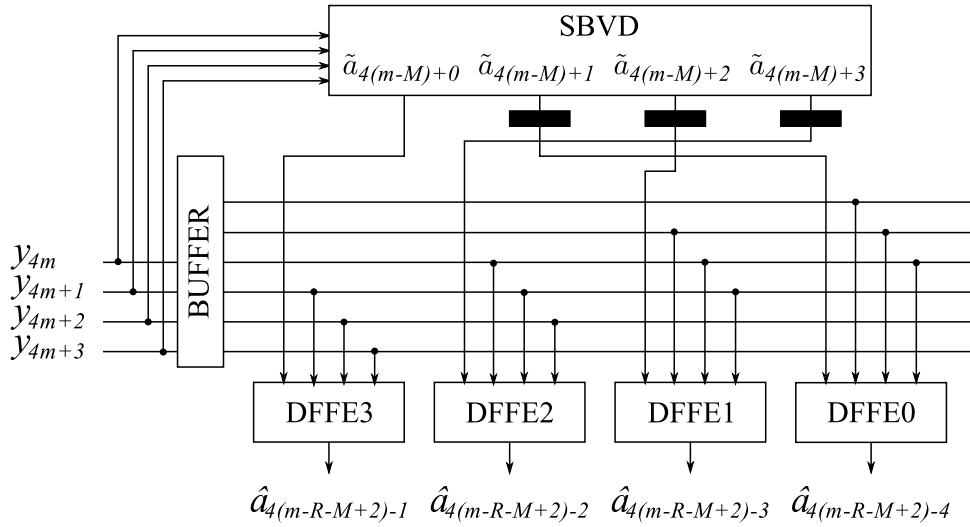 SBVD
ã4(m-M)+0 ã4(m-M)+1 ã4(m-M)+2 ã4(m-M)+3
BUFFER
y4m
y4m+1
y4m+2
y4m+3
DFFE3 DFFE2 DFFE1 DFFE0
â4(m-R-M+2)-1 â4(m-R-M+2)-2 â4(m-R-M+2)-3 â4(m-R-M+2)-4